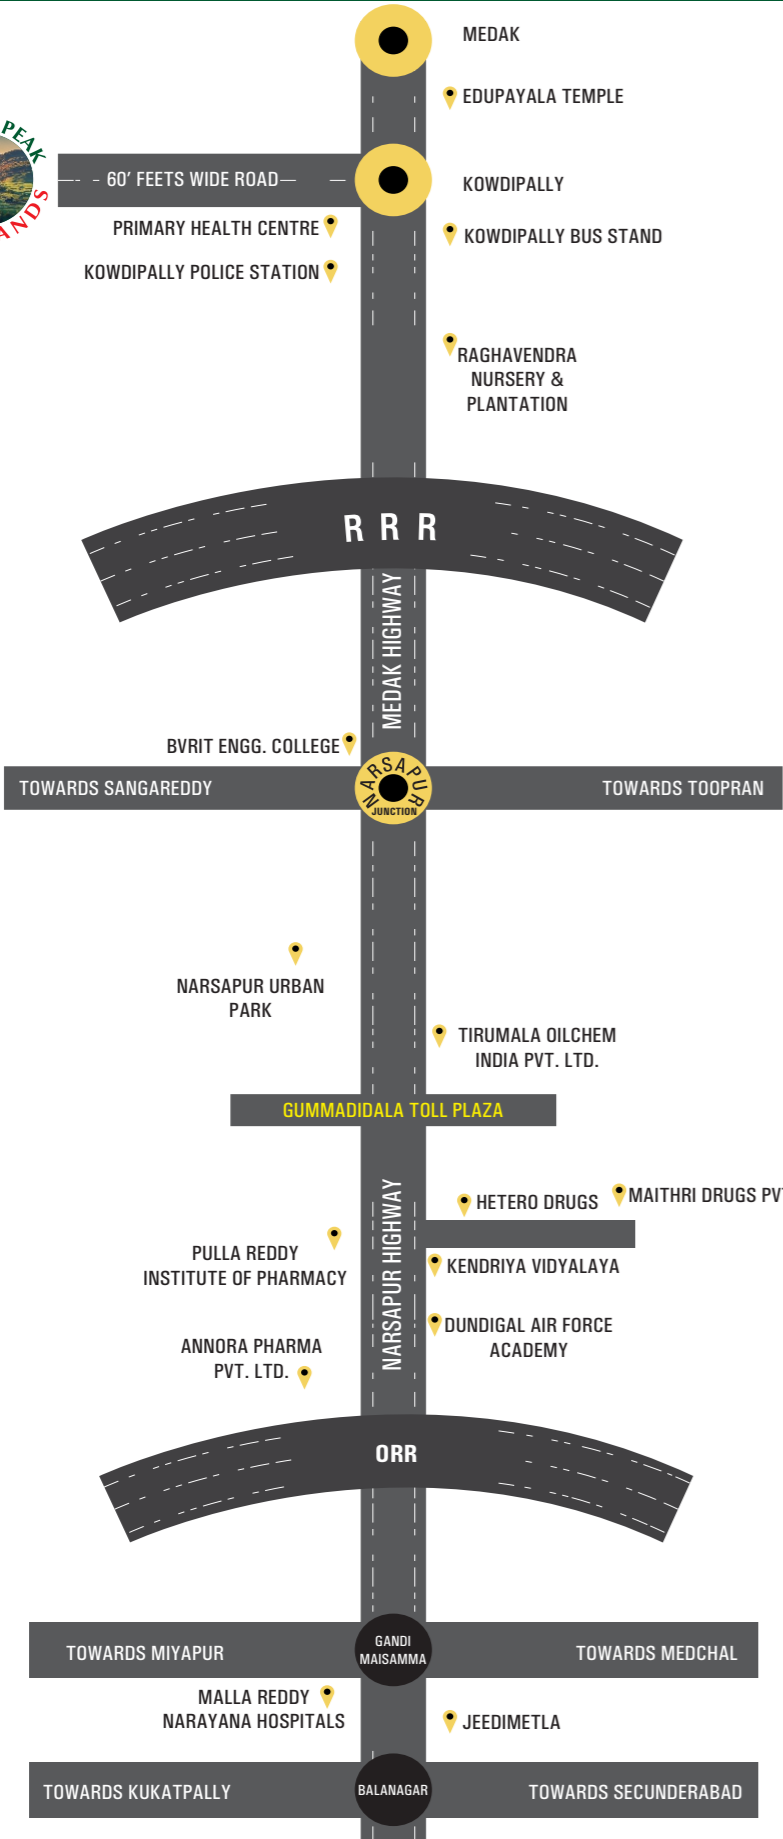 MEDAK
EDUPAYALA TEMPLE
PEAK
60' FEETS WIDE ROAD
KOWDIPALLY
PRIMARY HEALTH CENTRE
KOWDIPALLY BUS STAND
KOWDIPALLY POLICE STATION
RAGHAVENDRA
NURSERY &
PLANTATION
R R R
MEDAK HIGHWAY
BVRIT ENGG. COLLEGE
TOWARDS SANGAREDDY
NARSAPUR
JUNCTION
TOWARDS TOOPRAN
NARSAPUR URBAN
PARK
TIRUMALA OILCHEM
INDIA PVT. LTD.
GUMMADIDALA TOLL PLAZA
NARSAPUR HIGHWAY
HETERO DRUGS
MAITHRI DRUGS
PULLA REDDY
INSTITUTE OF PHARMACY
KENDRIYA VIDYALAYA
DUNDIGAL AIR FORCE
ACADEMY
ANNORA PHARMA
PVT. LTD.
ORR
TOWARDS MIYAPUR
GANDI
MAISAMMA
TOWARDS MEDCHAL
MALLA REDDY
NARAYANA HOSPITALS
JEEDIMETLA
TOWARDS KUKATPALLY
BALANAGAR
TOWARDS SECUNDERABAD